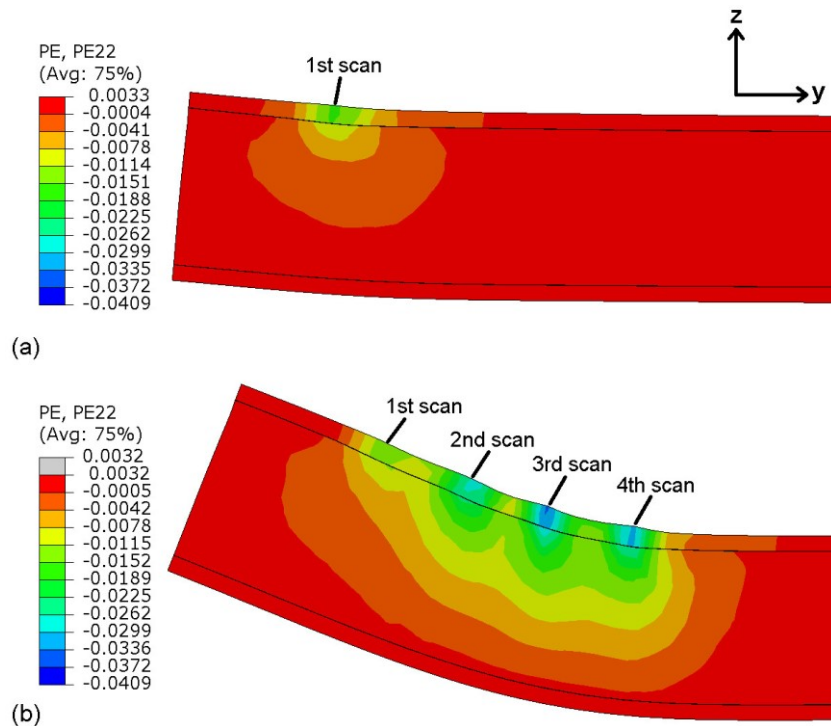 PE, PE22
(Avg: 75%)
0.0033
-0.0004
-0.0041
-0.0078
-0.0114
-0.0151
-0.0188
-0.0225
-0.0262
-0.0299
-0.0335
-0.0372
-0.0409
1st scan
z
y
(a)
PE, PE22
(Avg: 75%)
0.0032
0.0032
-0.0005
-0.0042
-0.0078
-0.0115
-0.0152
-0.0189
-0.0225
-0.0262
-0.0299
-0.0336
-0.0372
-0.0409
1st scan
2nd scan
3rd scan
4th scan
(b)